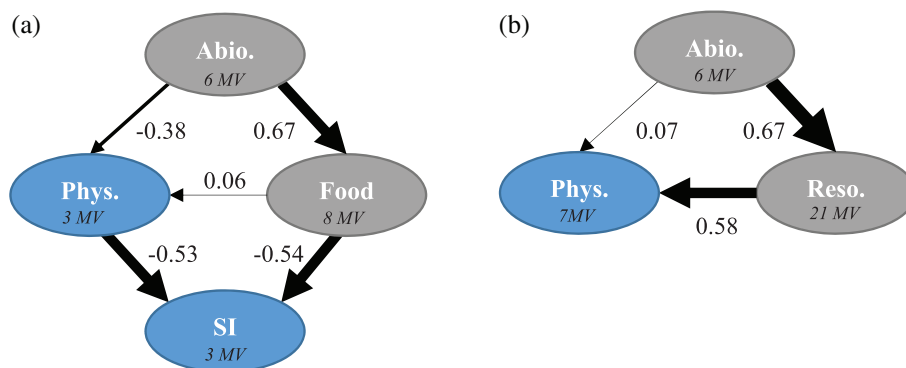 (a)
Abio.
6 MV
-0.38
0.67
Phys.
3 MV
0.06
Food
8 MV
-0.53
-0.54
SI
3 MV
(b)
Abio.
6 MV
0.07
0.67
Phys.
7MV
0.58
Reso.
21 MV